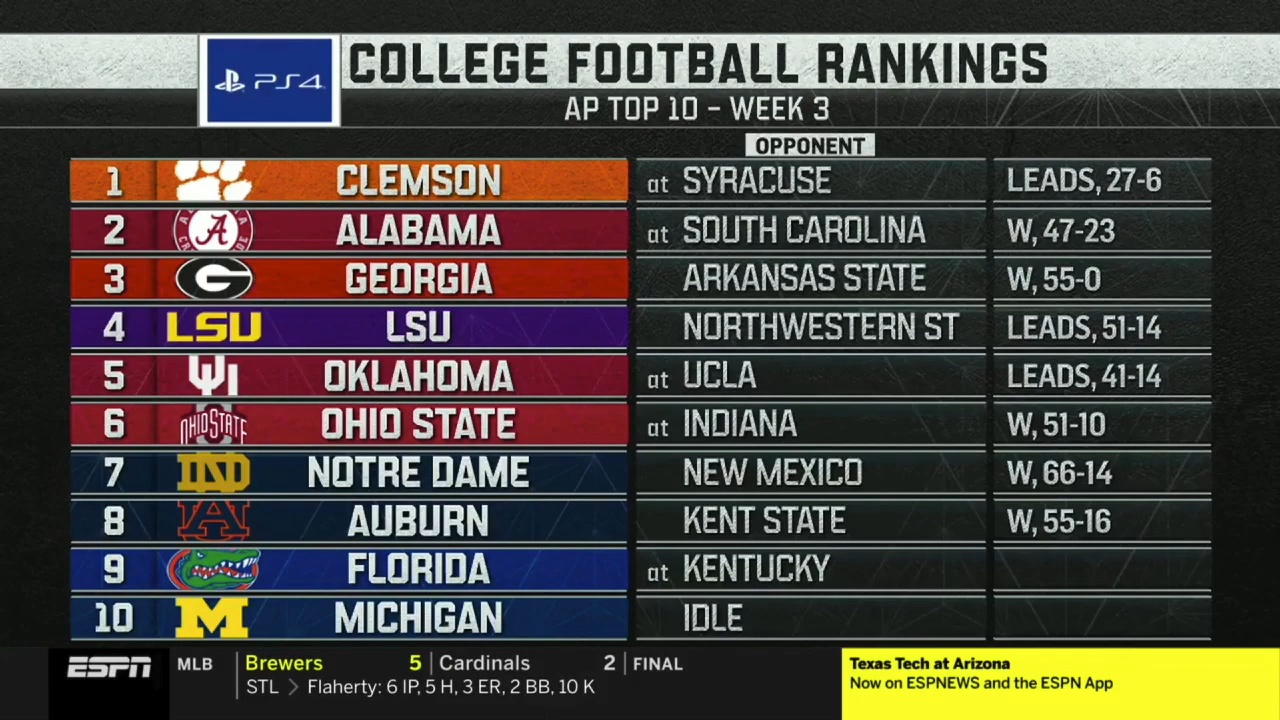 PS4 COLLEGE FOOTBALL RANKINGS
AP TOP 10 – WEEK 3
OPPONENT
1 CLEMSON at SYRACUSE LEADS, 27-6
2 A ALABAMA at SOUTH CAROLINA W, 47-23
3 G GEORGIA ARKANSAS STATE W, 55-0
4 LSU LSU NORTHWESTERN ST LEADS, 51-14
5 OKLAHOMA at UCLA LEADS, 41-14
6 OHIO STATE OHIO STATE at INDIANA W, 51-10
7 ND NOTRE DAME NEW MEXICO W, 66-14
8 AU AUBURN KENT STATE W, 55-16
9 FLORIDA at KENTUCKY
10 M MICHIGAN IDLE
ESPN MLB Brewers 5 Cardinals 2 FINAL
STL > Flaherty: 6 IP, 5 H, 3 ER, 2 BB, 10 K
Texas Tech at Arizona
Now on ESPNEWS and the ESPN App